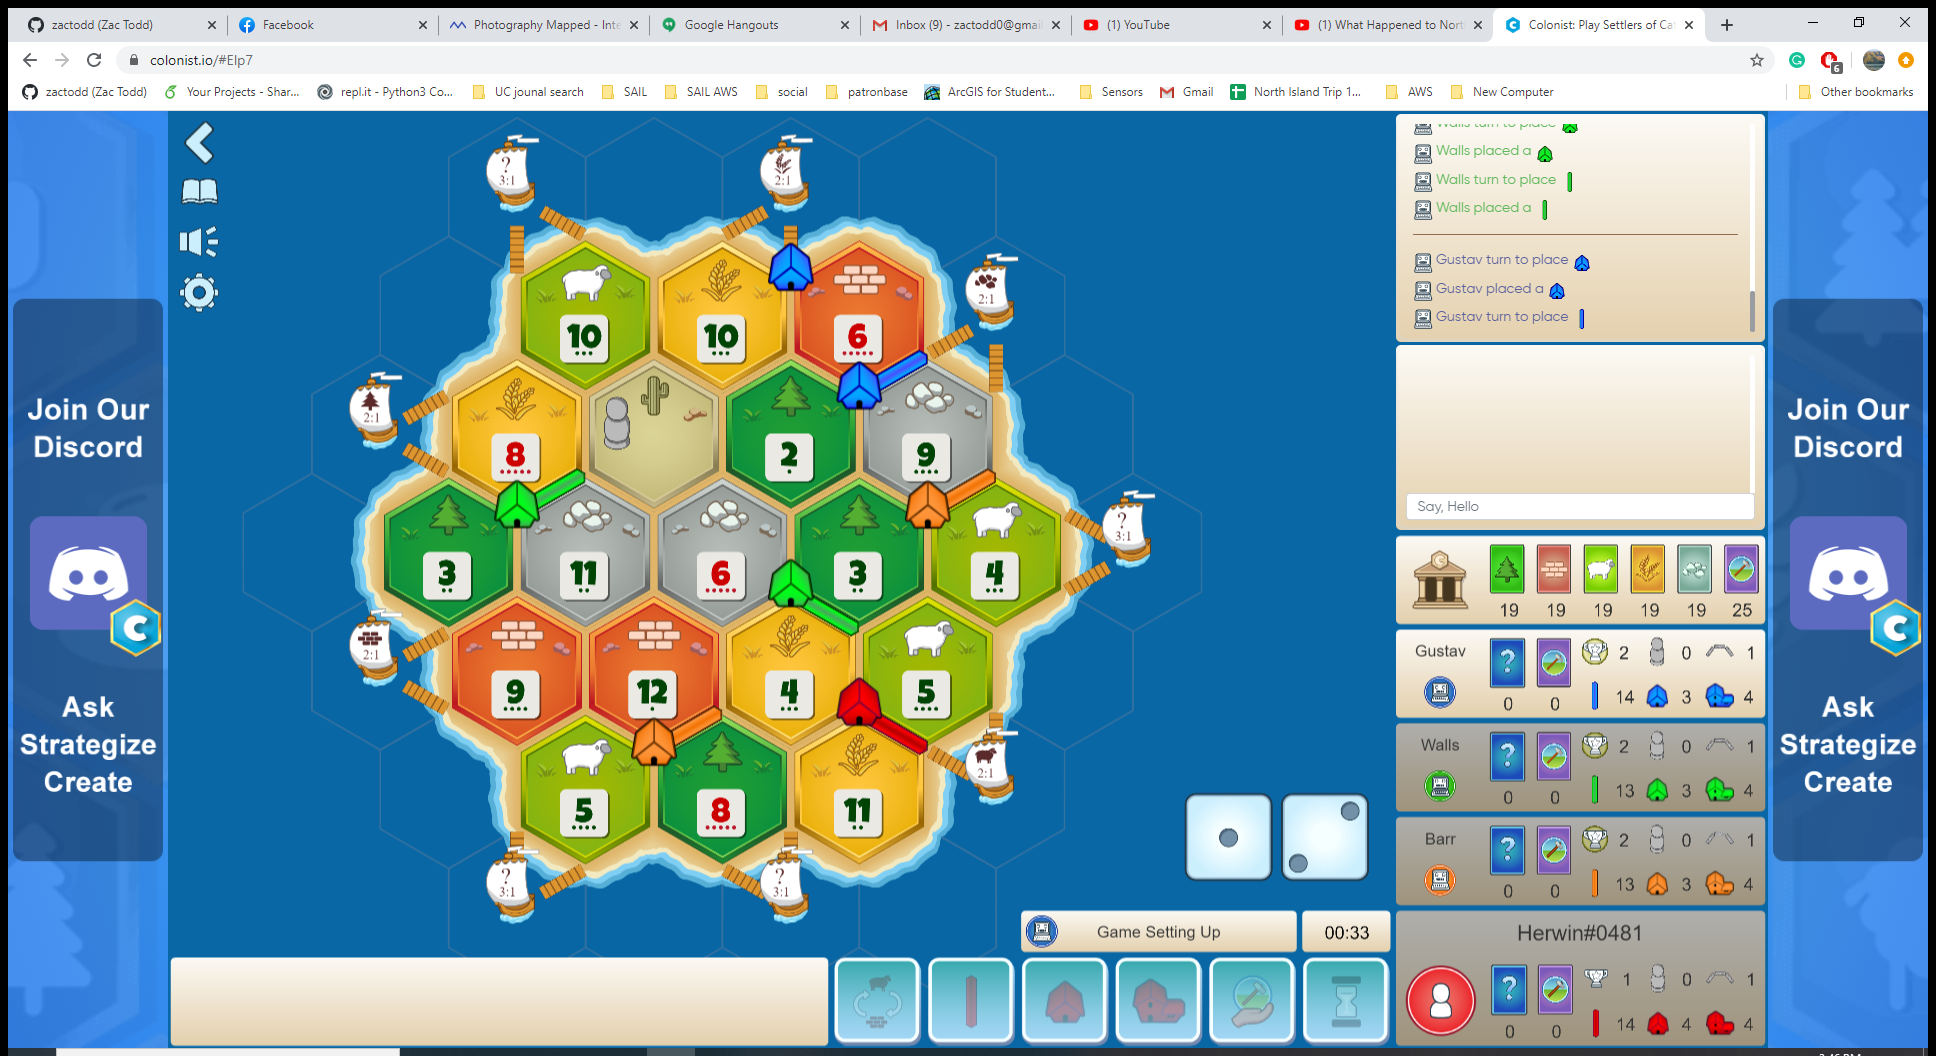 zactodd (Zac Todd)
Facebook
Photography Mapped - Inte
Google Hangouts
Inbox (9) - zactodd0@gmai
(1) YouTube
(1) What Happened to Nort
Colonist: Play Settlers of Ca
colonist.io/#EIp7
6
zactodd (Zac Todd)
Your Projects - Shar...
repl.it - Python3 Co...
UC jounal search
SAIL
SAIL AWS
social
patronbase
ArcGIS for Student...
Sensors
Gmail
North Island Trip 1...
AWS
New Computer
Other bookmarks
Join Our
Discord
Ask
Strategize
Create
?
3:1
2:1
2:1
10
10
6
2:1
8
2
9
?
3:1
3
11
6
3
4
2:1
9
12
4
5
2:1
5
8
11
?
3:1
?
3:1
Game Setting Up
00:33
Walls turn to place
Walls placed a
Walls turn to place
Walls placed a
Gustav turn to place
Gustav placed a
Gustav turn to place
Say, Hello
19 19 19 19 19 25
Gustav
? 2 0 1
0 0 14 3 4
Walls
? 2 0 1
0 0 13 3 4
Barr
? 2 0 1
0 0 13 3 4
Herwin#0481
? 1 0 1
0 0 14 4 4
Join Our
Discord
Ask
Strategize
Create